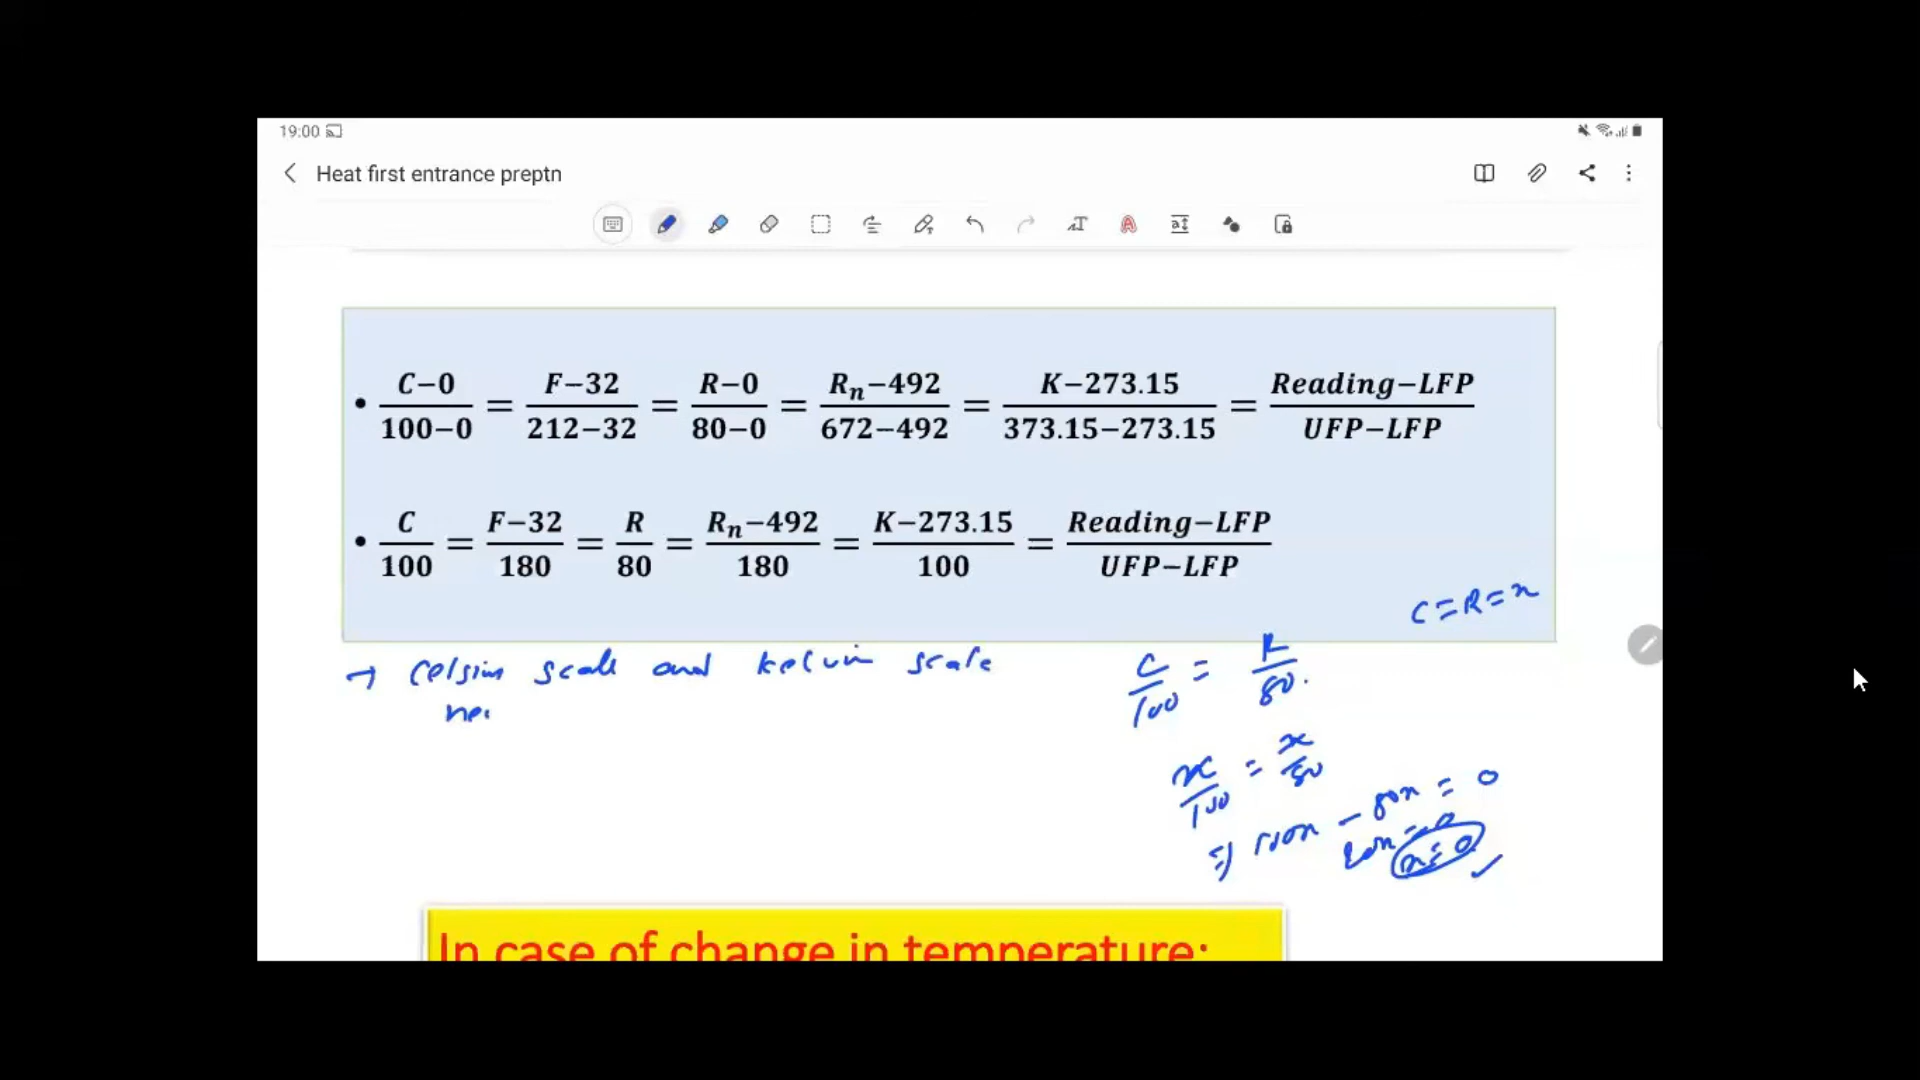 19:00
Heat first entrance preptn
• C−0/100−0 = F−32/212−32 = R−0/80−0 = Rₙ−492/672−492 = K−273.15/373.15−273.15 = Reading−LFP/UFP−LFP
• C/100 = F−32/180 = R/80 = Rₙ−492/180 = K−273.15/100 = Reading−LFP/UFP−LFP
C=R=x
→ Celsius scale and kelvin scale
C/100 = R/80.
x/100 = x/80
⇒ 100x − 80x = 0
20x = 0
x = 0 ✓
In case of change in temperature: